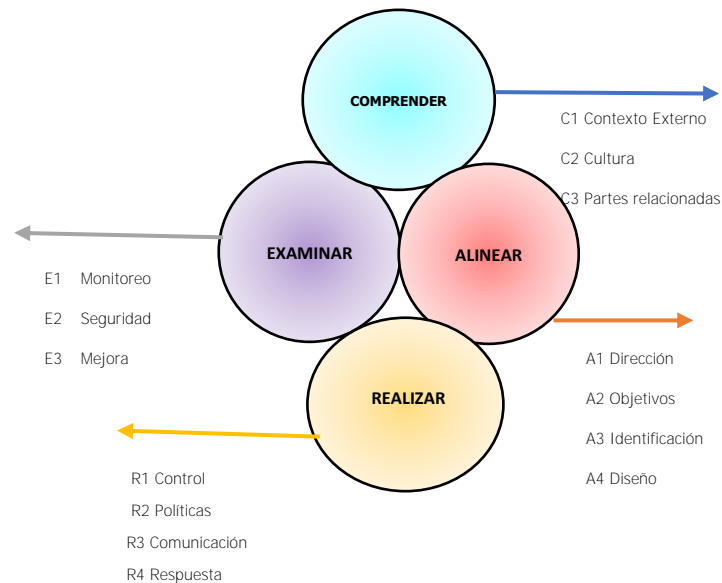 COMPRENDER
C1 Contexto Externo
C2 Cultura
C3 Partes relacionadas
EXAMINAR
ALINEAR
E1 Monitoreo
E2 Seguridad
E3 Mejora
A1 Dirección
A2 Objetivos
A3 Identificación
A4 Diseño
REALIZAR
R1 Control
R2 Políticas
R3 Comunicación
R4 Respuesta